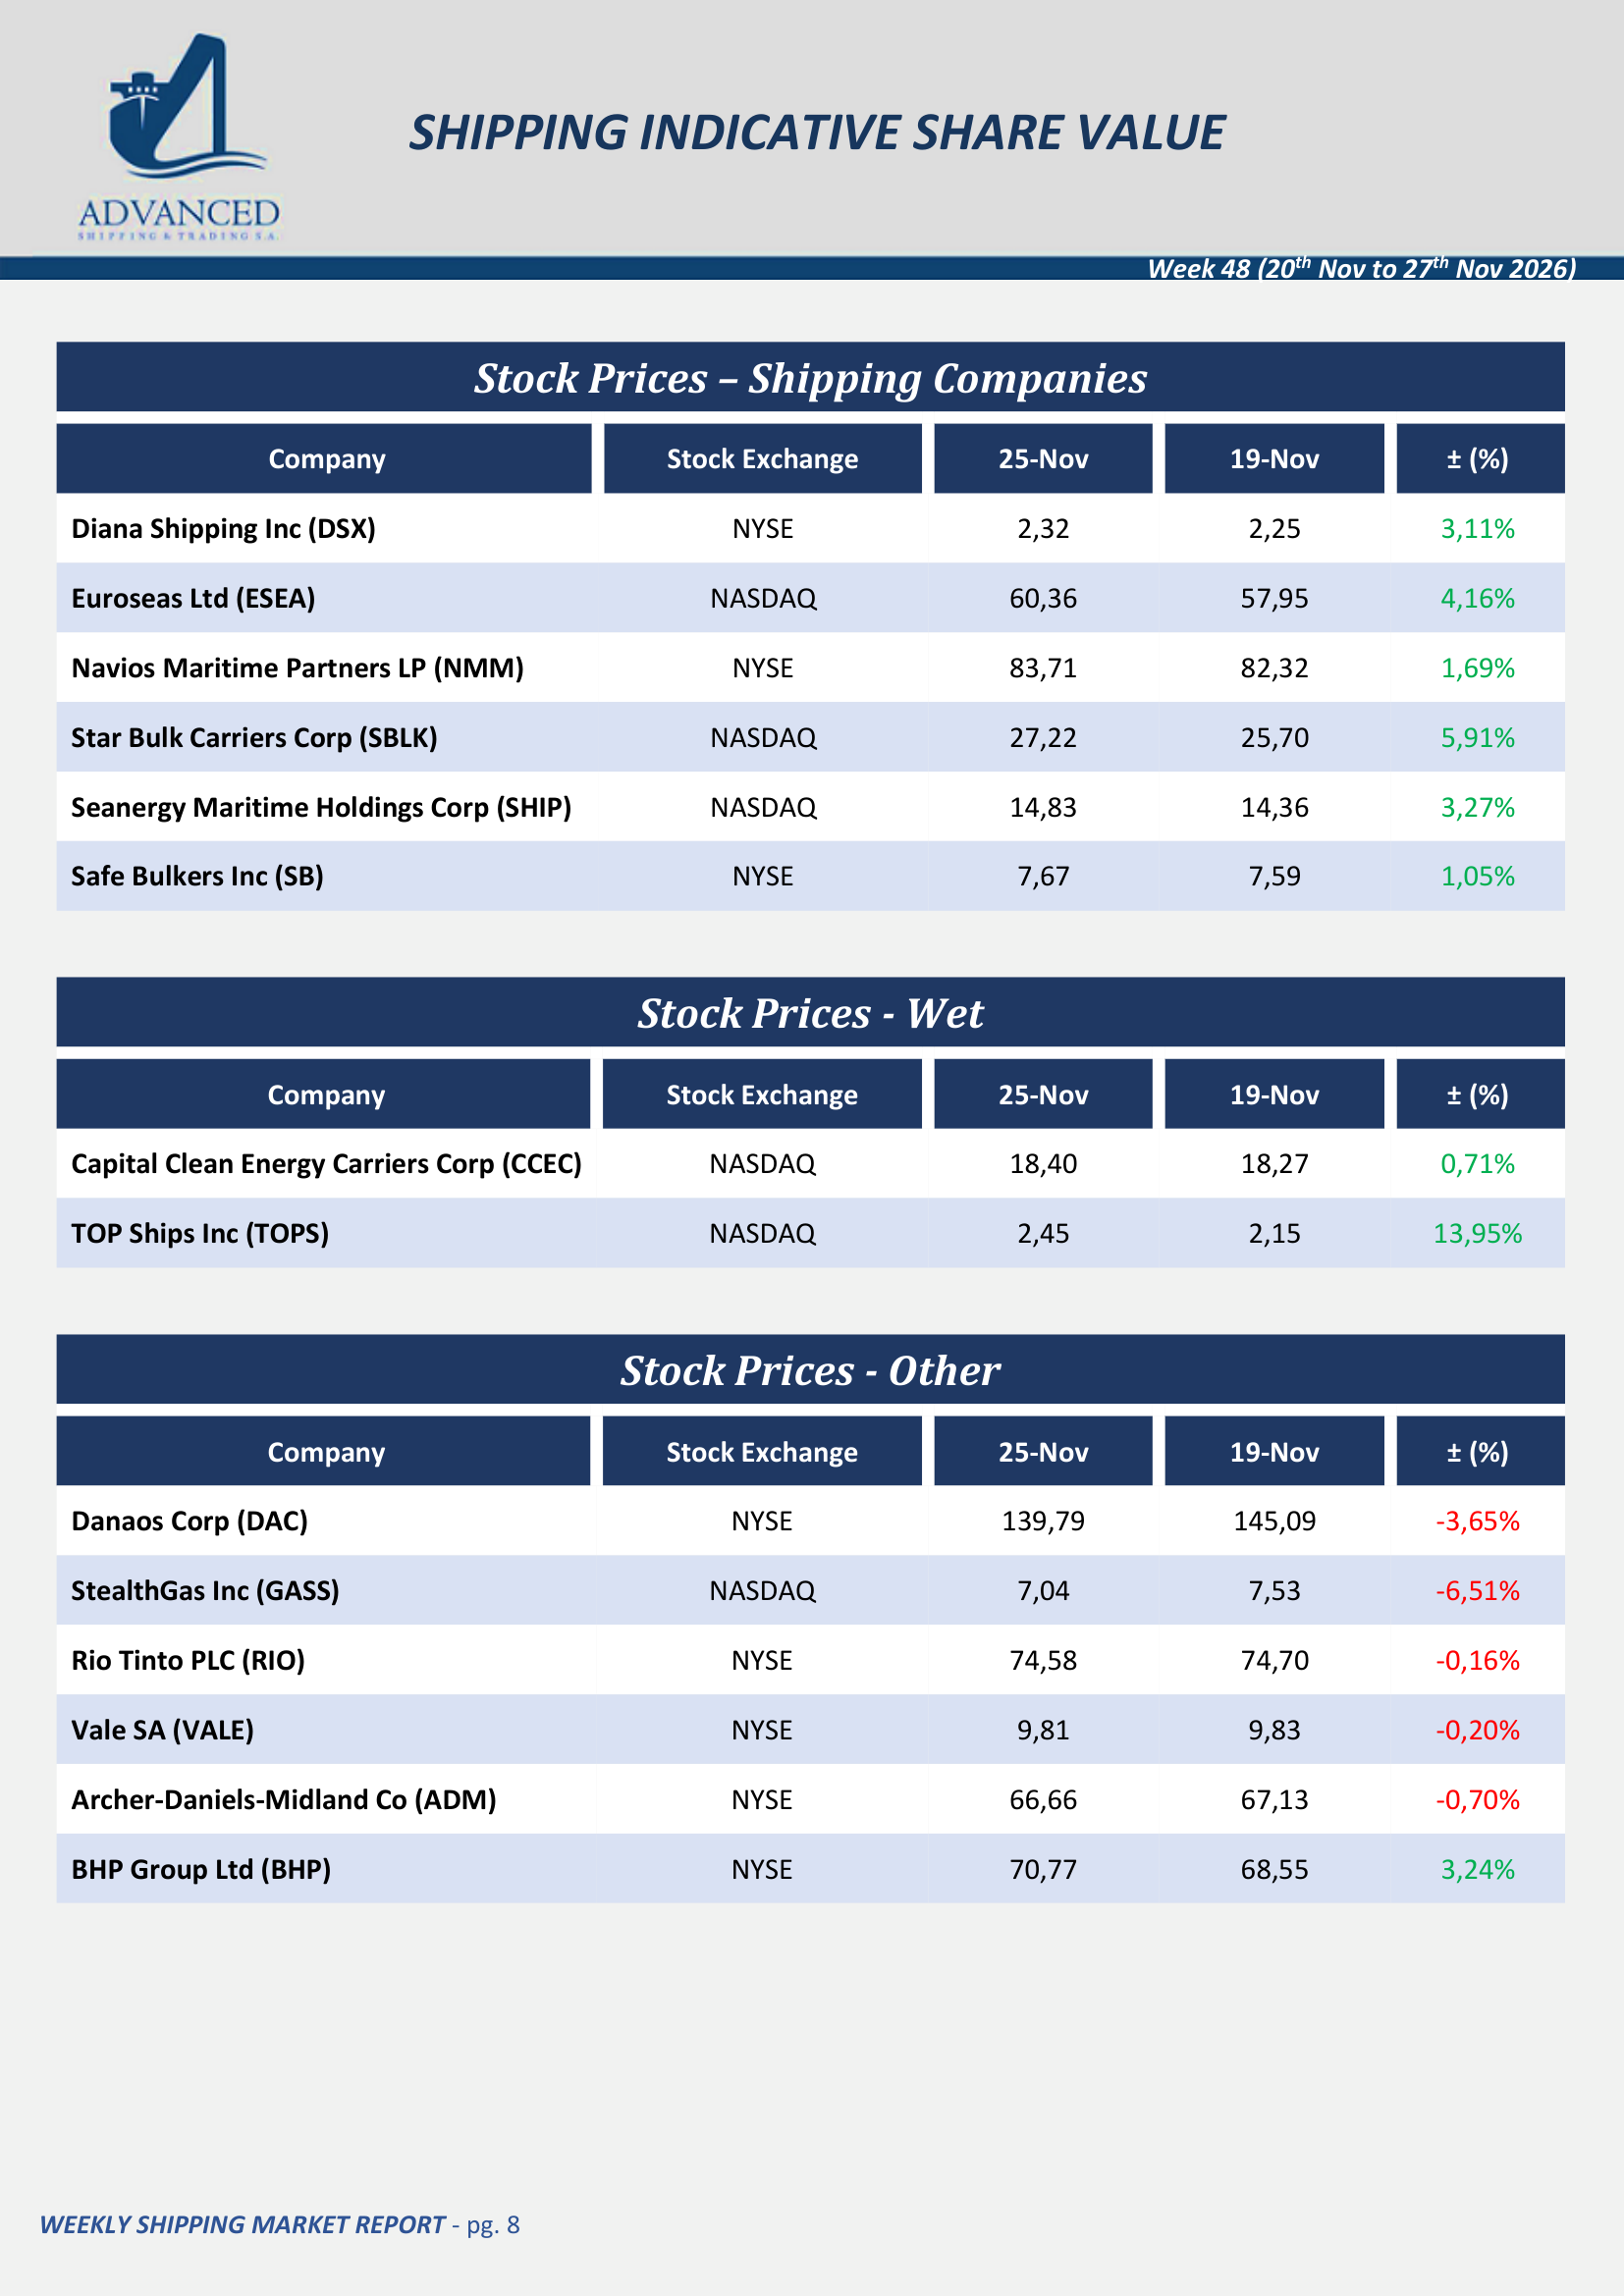 ADVANCED
SHIPPING & TRADING S.A.
SHIPPING INDICATIVE SHARE VALUE
Week 48 (20th Nov to 27th Nov 2026)
Stock Prices – Shipping Companies
Company Stock Exchange 25-Nov 19-Nov ± (%)
Diana Shipping Inc (DSX) NYSE 2,32 2,25 3,11%
Euroseas Ltd (ESEA) NASDAQ 60,36 57,95 4,16%
Navios Maritime Partners LP (NMM) NYSE 83,71 82,32 1,69%
Star Bulk Carriers Corp (SBLK) NASDAQ 27,22 25,70 5,91%
Seanergy Maritime Holdings Corp (SHIP) NASDAQ 14,83 14,36 3,27%
Safe Bulkers Inc (SB) NYSE 7,67 7,59 1,05%
Stock Prices - Wet
Company Stock Exchange 25-Nov 19-Nov ± (%)
Capital Clean Energy Carriers Corp (CCEC) NASDAQ 18,40 18,27 0,71%
TOP Ships Inc (TOPS) NASDAQ 2,45 2,15 13,95%
Stock Prices - Other
Company Stock Exchange 25-Nov 19-Nov ± (%)
Danaos Corp (DAC) NYSE 139,79 145,09 -3,65%
StealthGas Inc (GASS) NASDAQ 7,04 7,53 -6,51%
Rio Tinto PLC (RIO) NYSE 74,58 74,70 -0,16%
Vale SA (VALE) NYSE 9,81 9,83 -0,20%
Archer-Daniels-Midland Co (ADM) NYSE 66,66 67,13 -0,70%
BHP Group Ltd (BHP) NYSE 70,77 68,55 3,24%
WEEKLY SHIPPING MARKET REPORT - pg. 8